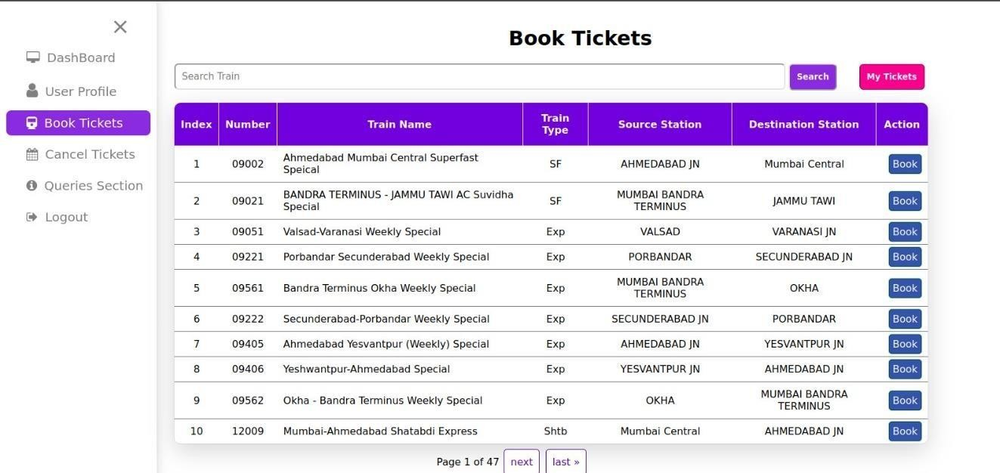 DashBoard
User Profile
Book Tickets
Cancel Tickets
Queries Section
Logout
Book Tickets
Search Train Search My Tickets
Index Number Train Name Train Type Source Station Destination Station Action
1 09002 Ahmedabad Mumbai Central Superfast Speical SF AHMEDABAD JN Mumbai Central Book
2 09021 BANDRA TERMINUS - JAMMU TAWI AC Suvidha Special SF MUMBAI BANDRA TERMINUS JAMMU TAWI Book
3 09051 Valsad-Varanasi Weekly Special Exp VALSAD VARANASI JN Book
4 09221 Porbandar Secunderabad Weekly Special Exp PORBANDAR SECUNDERABAD JN Book
5 09561 Bandra Terminus Okha Weekly Special Exp MUMBAI BANDRA TERMINUS OKHA Book
6 09222 Secunderabad-Porbandar Weekly Special Exp SECUNDERABAD JN PORBANDAR Book
7 09405 Ahmedabad Yesvantpur (Weekly) Special Exp AHMEDABAD JN YESVANTPUR JN Book
8 09406 Yeshwantpur-Ahmedabad Special Exp YESVANTPUR JN AHMEDABAD JN Book
9 09562 Okha - Bandra Terminus Weekly Special Exp OKHA MUMBAI BANDRA TERMINUS Book
10 12009 Mumbai-Ahmedabad Shatabdi Express Shtb Mumbai Central AHMEDABAD JN Book
Page 1 of 47 next last »